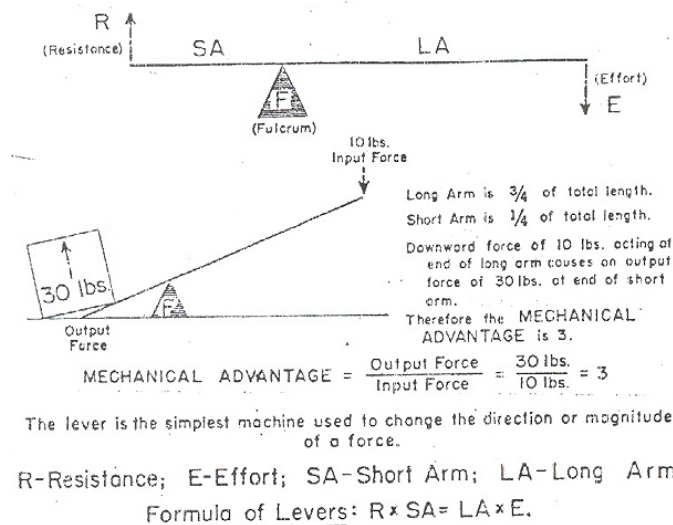 R
(Resistance)
SA
LA
(Effort)
E
F
(Fulcrum)
10 lbs.
Input Force
Long Arm is 3/4 of total length.
Short Arm is 1/4 of total length.
Downward force of 10 lbs. acting at
end of long arm causes an output
force of 30 lbs. at end of short
arm.
Therefore the MECHANICAL
ADVANTAGE is 3.
30 lbs.
F
Output
Force
MECHANICAL ADVANTAGE = Output Force / Input Force = 30 lbs. / 10 lbs. = 3
The lever is the simplest machine used to change the direction or magnitude
of a force.
R-Resistance; E-Effort; SA-Short Arm; LA-Long Arm
Formula of Levers: R x SA = LA x E.